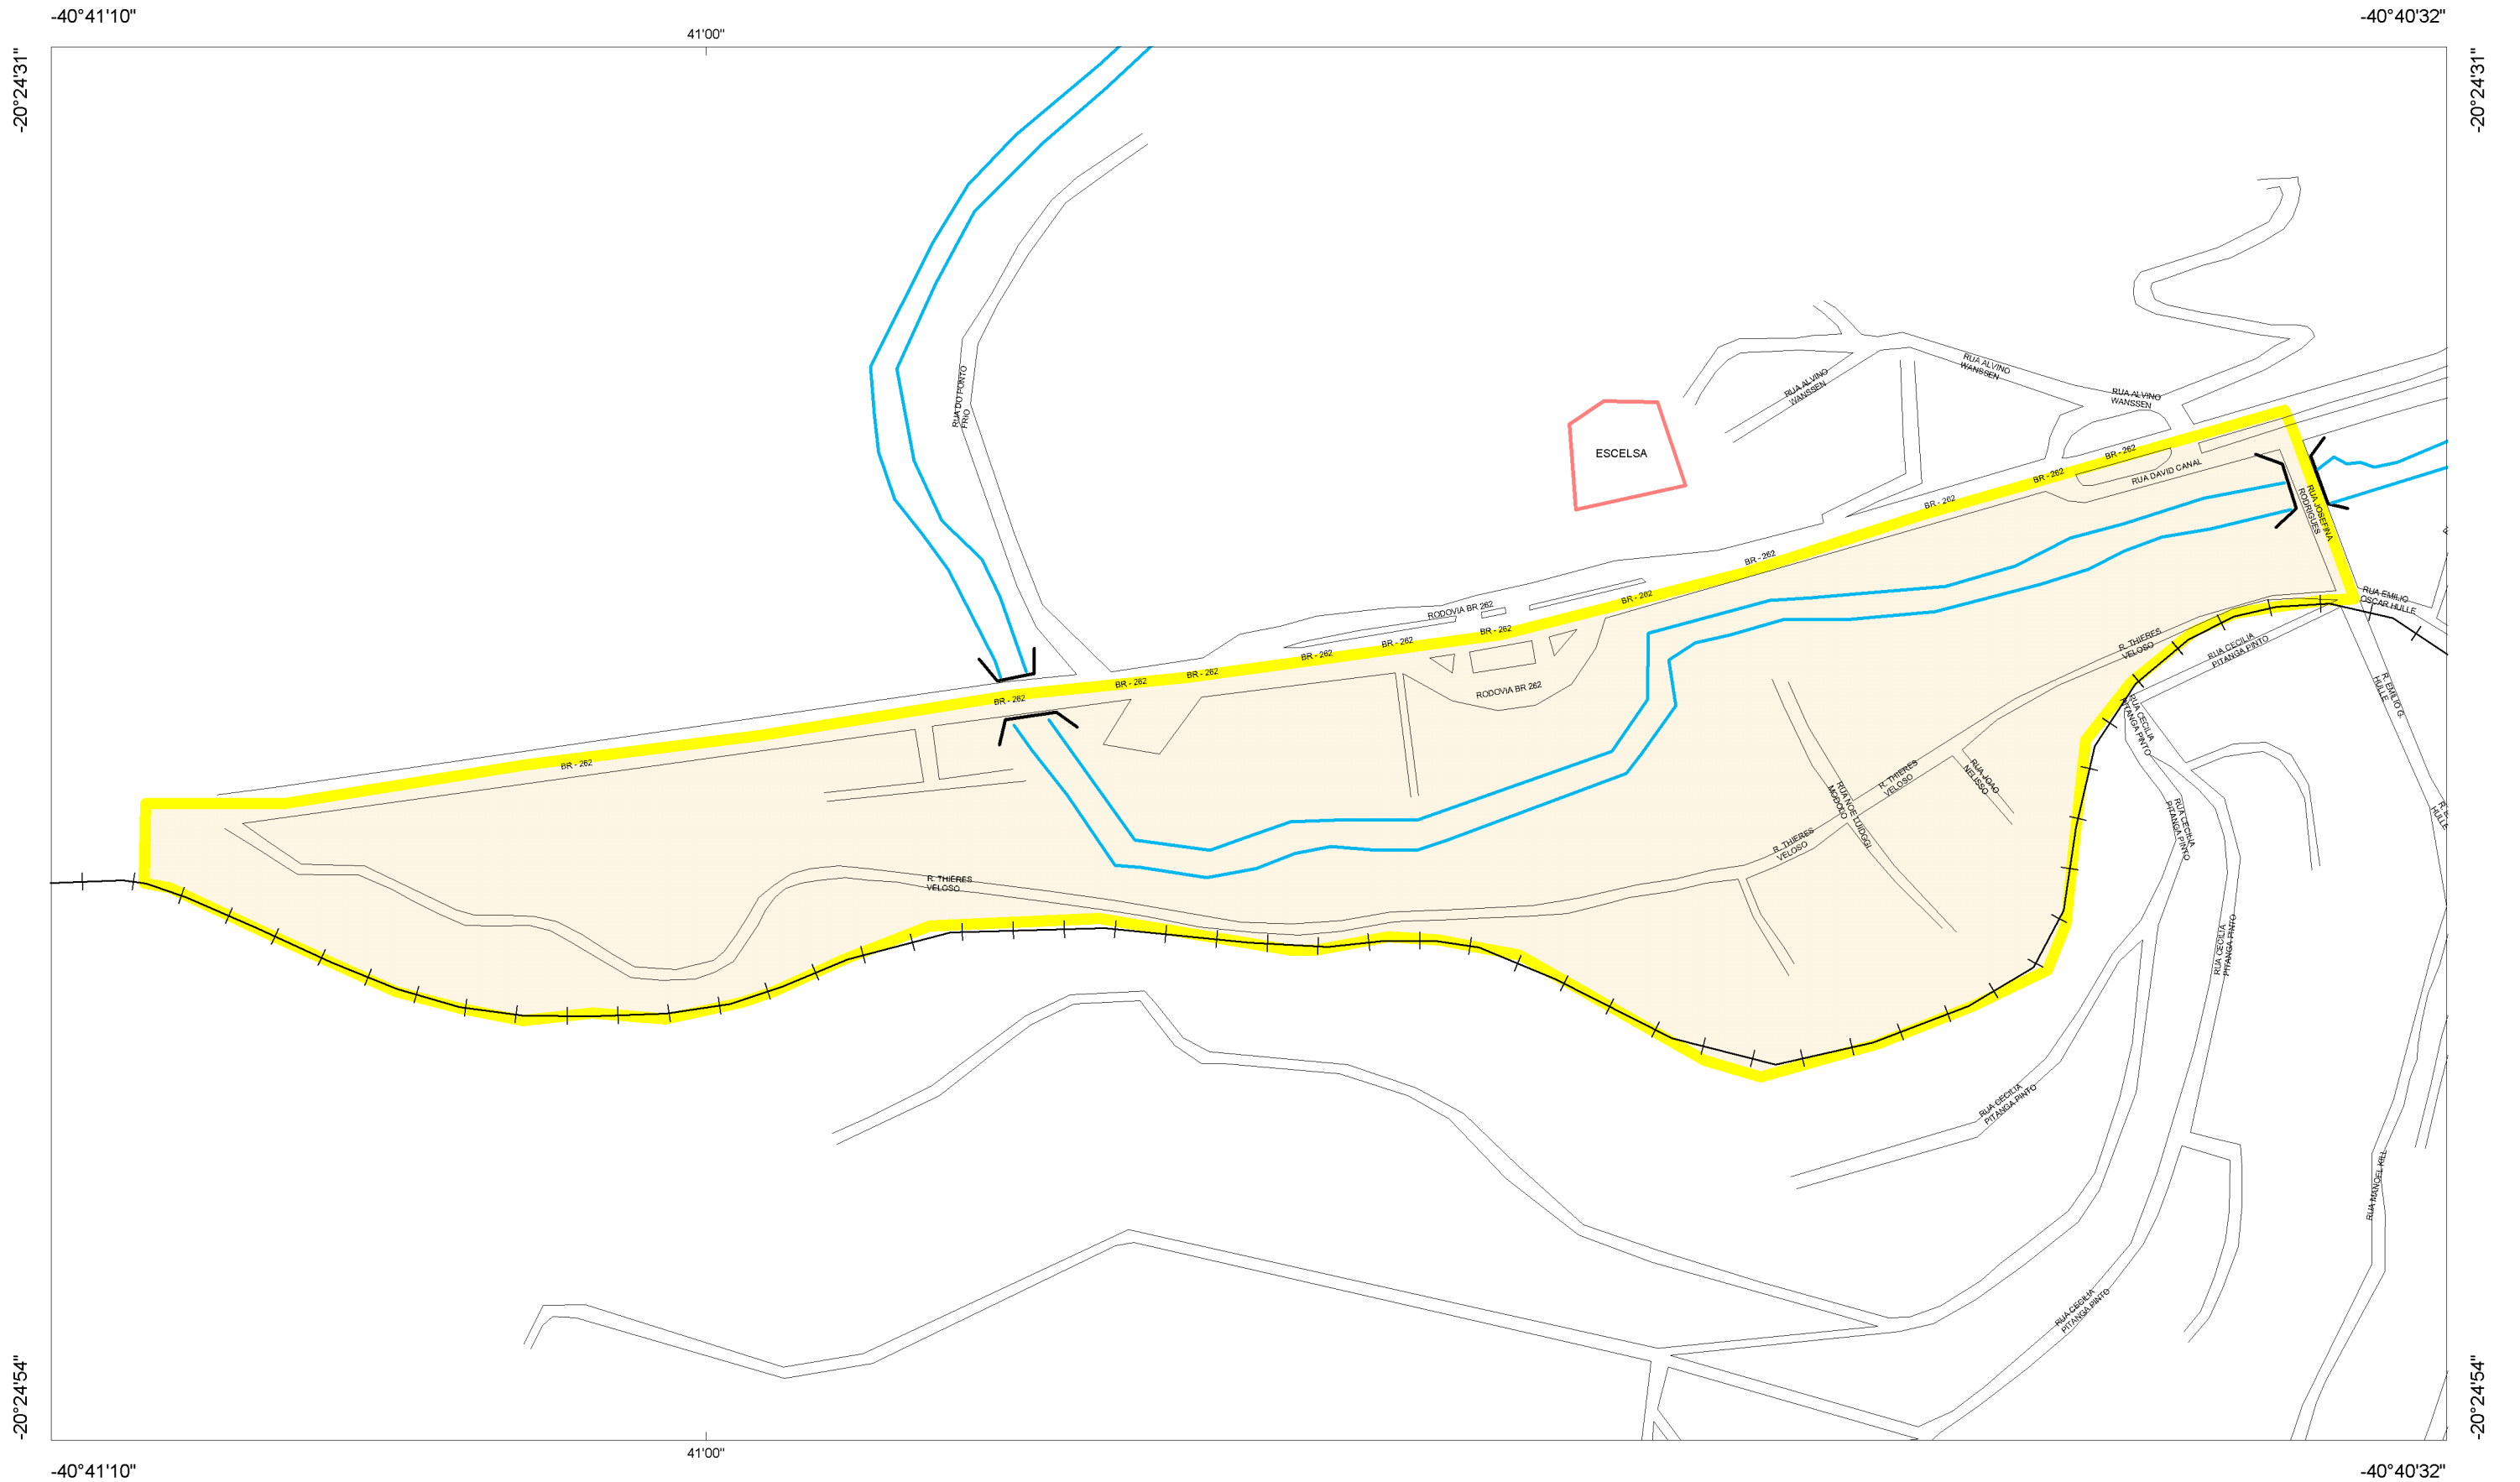 -40°41'10"
-40°40'32"
41'00"
-20°24'31"
-20°24'31"
RUA ALVINO
WANSSEN
RUA ALVINO
WANSSEN
RUA ALVINO
WANSSEN
RUA DO PONTO
FRIO
ESCELSA
BR - 262
BR - 262
BR - 262
RUA DAVID CANAL
RUA JOSEFINA
RODRIGUES
BR - 262
BR - 262
RODOVIA BR 262
BR - 262
BR - 262
BR - 262
BR - 262
BR - 262
BR - 262
BR - 262
RODOVIA BR 262
RUA EMILIO
OSCAR HULLE
R. THIERES
VELOSO
RUA CECILIA
PITANGA PINTO
R. EMILIO G.
HULLE
RUA CECILIA
PITANGA PINTO
R. THIERES
VELOSO
RUA JOAO
NELISSO
RUA NOE LUIDGGI
MODOLO
R. THIERES
VELOSO
RUA CECILIA
PITANGA PINTO
HULLE
R. THIERES
VELOSO
RUA CECILIA
PITANGA PINTO
RUA CECILIA
PITANGA PINTO
RUA MANOEL KILL
RUA CECILIA
PITANGA PINTO
-20°24'54"
-20°24'54"
41'00"
-40°41'10"
-40°40'32"